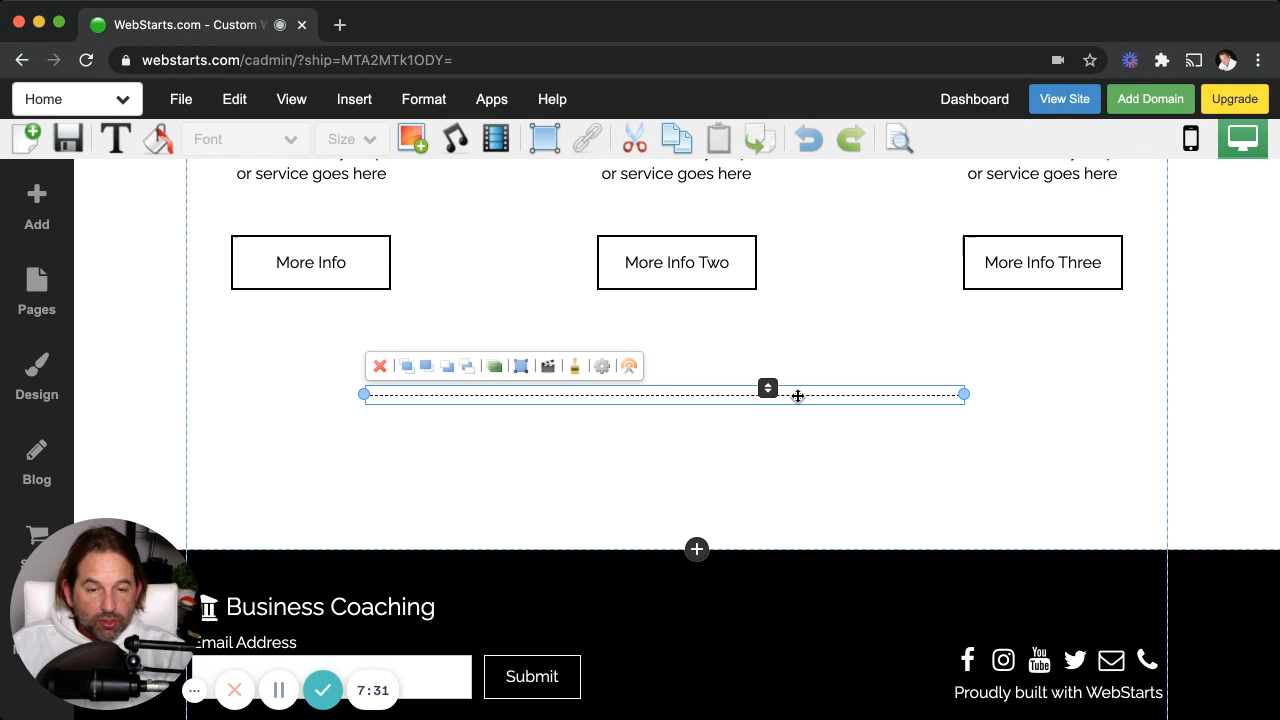 WebStarts.com - Custom W
webstarts.com/cadmin/?ship=MTA2MTk1ODY=
Home File Edit View Insert Format Apps Help Dashboard View Site Add Domain Upgrade
Font Size
or service goes here or service goes here or service goes here
Add
Pages
Design
Blog
More Info More Info Two More Info Three
Business Coaching
Email Address
Submit
Proudly built with WebStarts
7:31